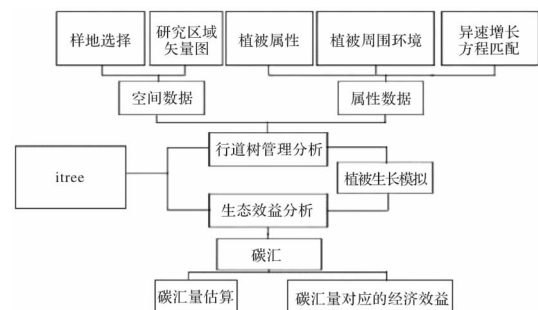 样地选择
研究区域
矢量图
植被属性
植被周围环境
异速增长
方程匹配
空间数据
属性数据
itree
行道树管理分析
植被生长模拟
生态效益分析
碳汇
碳汇量估算
碳汇量对应的经济效益